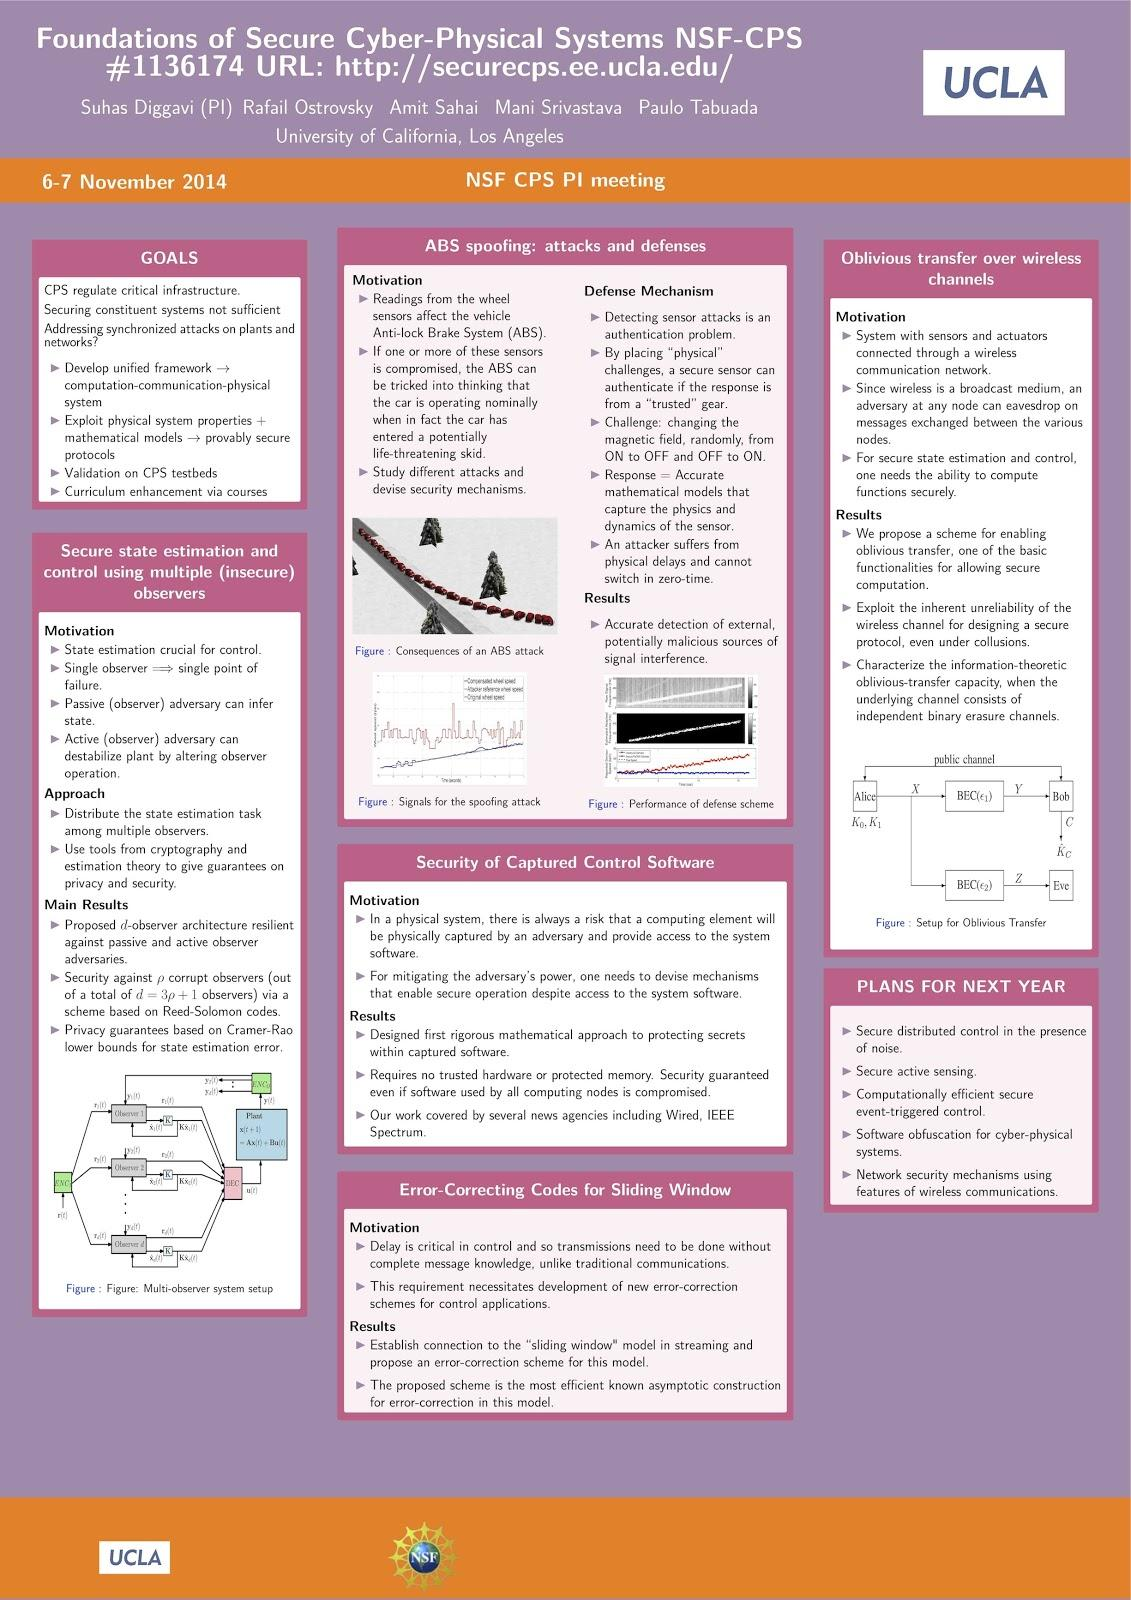 Foundations of Secure Cyber-Physical Systems NSF-CPS
#1136174 URL: http://securecps.ee.ucla.edu/
Suhas Diggavi (PI) Rafail Ostrovsky Amit Sahai Mani Srivastava Paulo Tabuada
University of California, Los Angeles
UCLA
6-7 November 2014
NSF CPS PI meeting
GOALS
CPS regulate critical infrastructure.
Securing constituent systems not sufficient
Addressing synchronized attacks on plants and
networks?
▶ Develop unified framework →
computation-communication-physical
system
▶ Exploit physical system properties +
mathematical models → provably secure
protocols
▶ Validation on CPS testbeds
▶ Curriculum enhancement via courses
Secure state estimation and
control using multiple (insecure)
observers
Motivation
▶ State estimation crucial for control.
▶ Single observer ⟹ single point of
failure.
▶ Passive (observer) adversary can infer
state.
▶ Active (observer) adversary can
destabilize plant by altering observer
operation.
Approach
▶ Distribute the state estimation task
among multiple observers.
▶ Use tools from cryptography and
estimation theory to give guarantees on
privacy and security.
Main Results
▶ Proposed d-observer architecture resilient
against passive and active observer
adversaries.
▶ Security against ρ corrupt observers (out
of a total of d = 3ρ + 1 observers) via a
scheme based on Reed-Solomon codes.
▶ Privacy guarantees based on Cramer-Rao
lower bounds for state estimation error.
y(t)
Plant
x(t+1)
= Ax(t) + Bu(t)
Observer 1
Observer 2
Observer d
K
K
K
ENC
DEC
r(t)
u(t)
Figure : Figure: Multi-observer system setup
ABS spoofing: attacks and defenses
Motivation
▶ Readings from the wheel
sensors affect the vehicle
Anti-lock Brake System (ABS).
▶ If one or more of these sensors
is compromised, the ABS can
be tricked into thinking that
the car is operating nominally
when in fact the car has
entered a potentially
life-threatening skid.
▶ Study different attacks and
devise security mechanisms.
Figure : Consequences of an ABS attack
Compensated wheel speed
Attacker reference wheel speed
Original wheel speed
Time (seconds)
Figure : Signals for the spoofing attack
Defense Mechanism
▶ Detecting sensor attacks is an
authentication problem.
▶ By placing “physical”
challenges, a secure sensor can
authenticate if the response is
from a “trusted” gear.
▶ Challenge: changing the
magnetic field, randomly, from
ON to OFF and OFF to ON.
▶ Response = Accurate
mathematical models that
capture the physics and
dynamics of the sensor.
▶ An attacker suffers from
physical delays and cannot
switch in zero-time.
Results
▶ Accurate detection of external,
potentially malicious sources of
signal interference.
Figure : Performance of defense scheme
Security of Captured Control Software
Motivation
▶ In a physical system, there is always a risk that a computing element will
be physically captured by an adversary and provide access to the system
software.
▶ For mitigating the adversary's power, one needs to devise mechanisms
that enable secure operation despite access to the system software.
Results
▶ Designed first rigorous mathematical approach to protecting secrets
within captured software.
▶ Requires no trusted hardware or protected memory. Security guaranteed
even if software used by all computing nodes is compromised.
▶ Our work covered by several news agencies including Wired, IEEE
Spectrum.
Error-Correcting Codes for Sliding Window
Motivation
▶ Delay is critical in control and so transmissions need to be done without
complete message knowledge, unlike traditional communications.
▶ This requirement necessitates development of new error-correction
schemes for control applications.
Results
▶ Establish connection to the “sliding window" model in streaming and
propose an error-correction scheme for this model.
▶ The proposed scheme is the most efficient known asymptotic construction
for error-correction in this model.
Oblivious transfer over wireless
channels
Motivation
▶ System with sensors and actuators
connected through a wireless
communication network.
▶ Since wireless is a broadcast medium, an
adversary at any node can eavesdrop on
messages exchanged between the various
nodes.
▶ For secure state estimation and control,
one needs the ability to compute
functions securely.
Results
▶ We propose a scheme for enabling
oblivious transfer, one of the basic
functionalities for allowing secure
computation.
▶ Exploit the inherent unreliability of the
wireless channel for designing a secure
protocol, even under collusions.
▶ Characterize the information-theoretic
oblivious-transfer capacity, when the
underlying channel consists of
independent binary erasure channels.
public channel
Alice X BEC(ϵ₁) Y Bob
K₀, K₁
C
K̂_C
BEC(ϵ₂) Z Eve
Figure : Setup for Oblivious Transfer
PLANS FOR NEXT YEAR
▶ Secure distributed control in the presence
of noise.
▶ Secure active sensing.
▶ Computationally efficient secure
event-triggered control.
▶ Software obfuscation for cyber-physical
systems.
▶ Network security mechanisms using
features of wireless communications.
UCLA
NSF